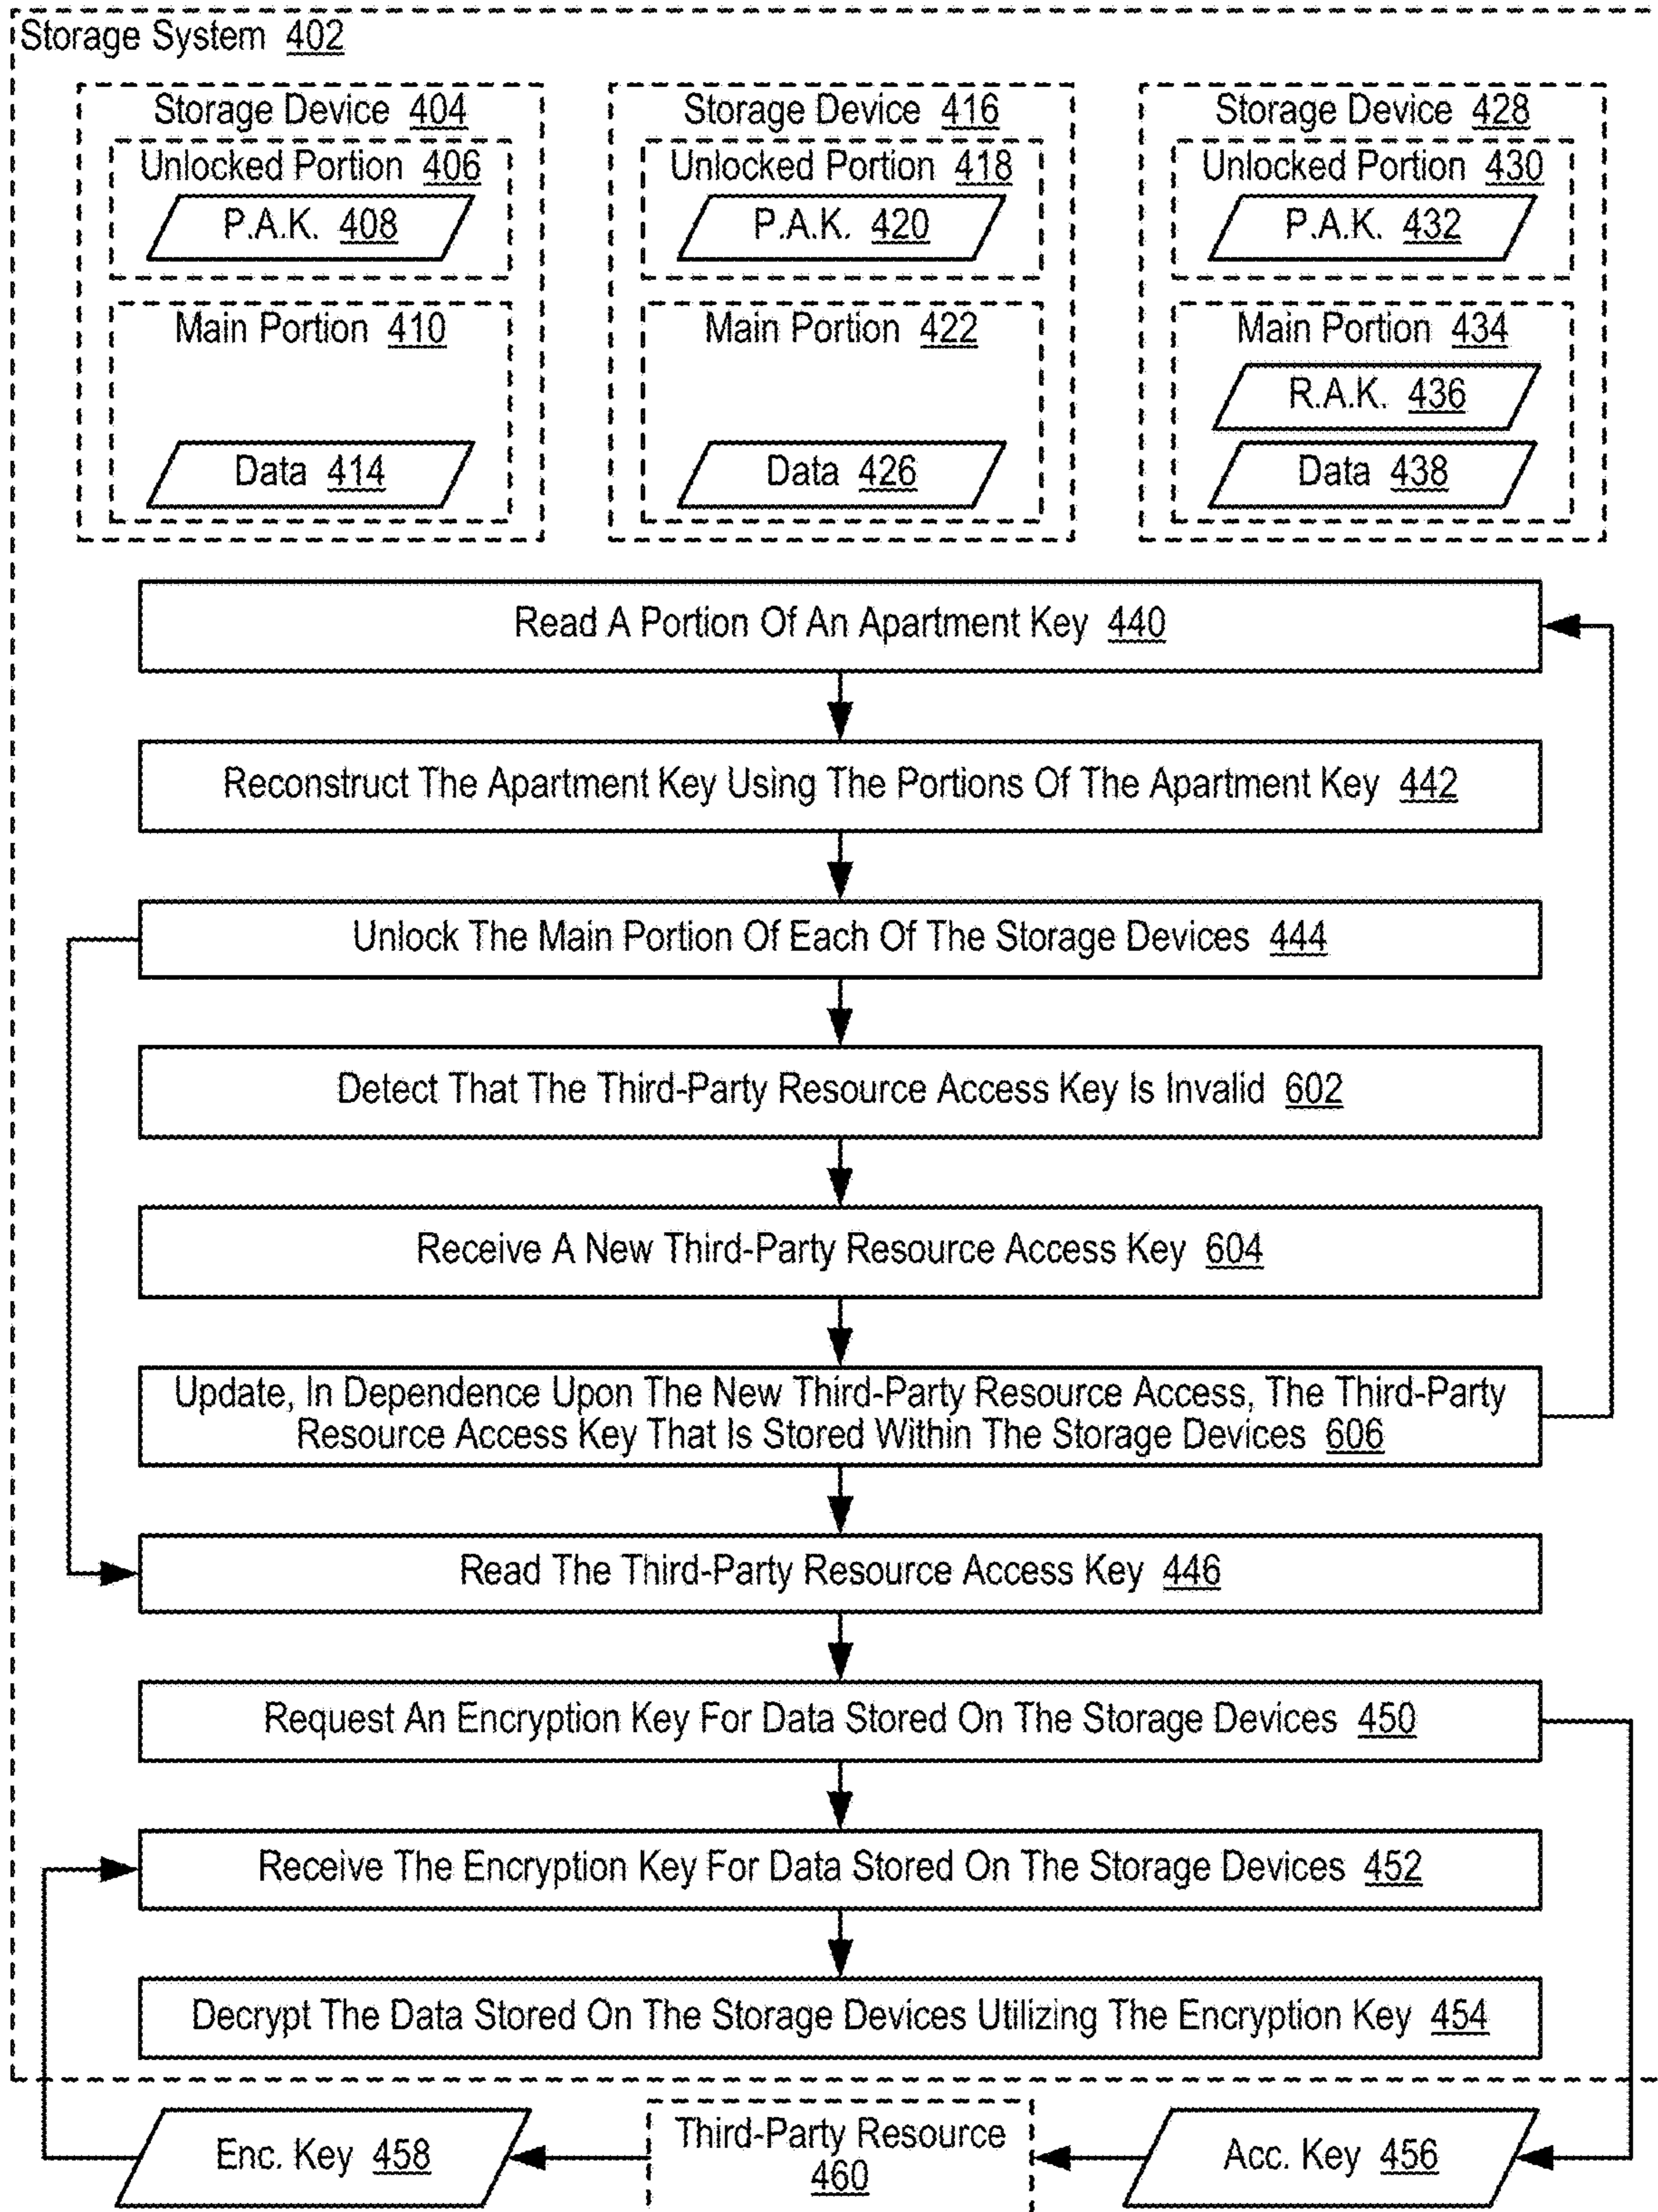 Storage System 402
Storage Device 404
Unlocked Portion 406
P.A.K. 408
Main Portion 410
Data 414
Storage Device 416
Unlocked Portion 418
P.A.K. 420
Main Portion 422
Data 426
Storage Device 428
Unlocked Portion 430
P.A.K. 432
Main Portion 434
R.A.K. 436
Data 438
Read A Portion Of An Apartment Key 440
Reconstruct The Apartment Key Using The Portions Of The Apartment Key 442
Unlock The Main Portion Of Each Of The Storage Devices 444
Detect That The Third-Party Resource Access Key Is Invalid 602
Receive A New Third-Party Resource Access Key 604
Update, In Dependence Upon The New Third-Party Resource Access, The Third-Party
Resource Access Key That Is Stored Within The Storage Devices 606
Read The Third-Party Resource Access Key 446
Request An Encryption Key For Data Stored On The Storage Devices 450
Receive The Encryption Key For Data Stored On The Storage Devices 452
Decrypt The Data Stored On The Storage Devices Utilizing The Encryption Key 454
Enc. Key 458
Third-Party Resource
460
Acc. Key 456